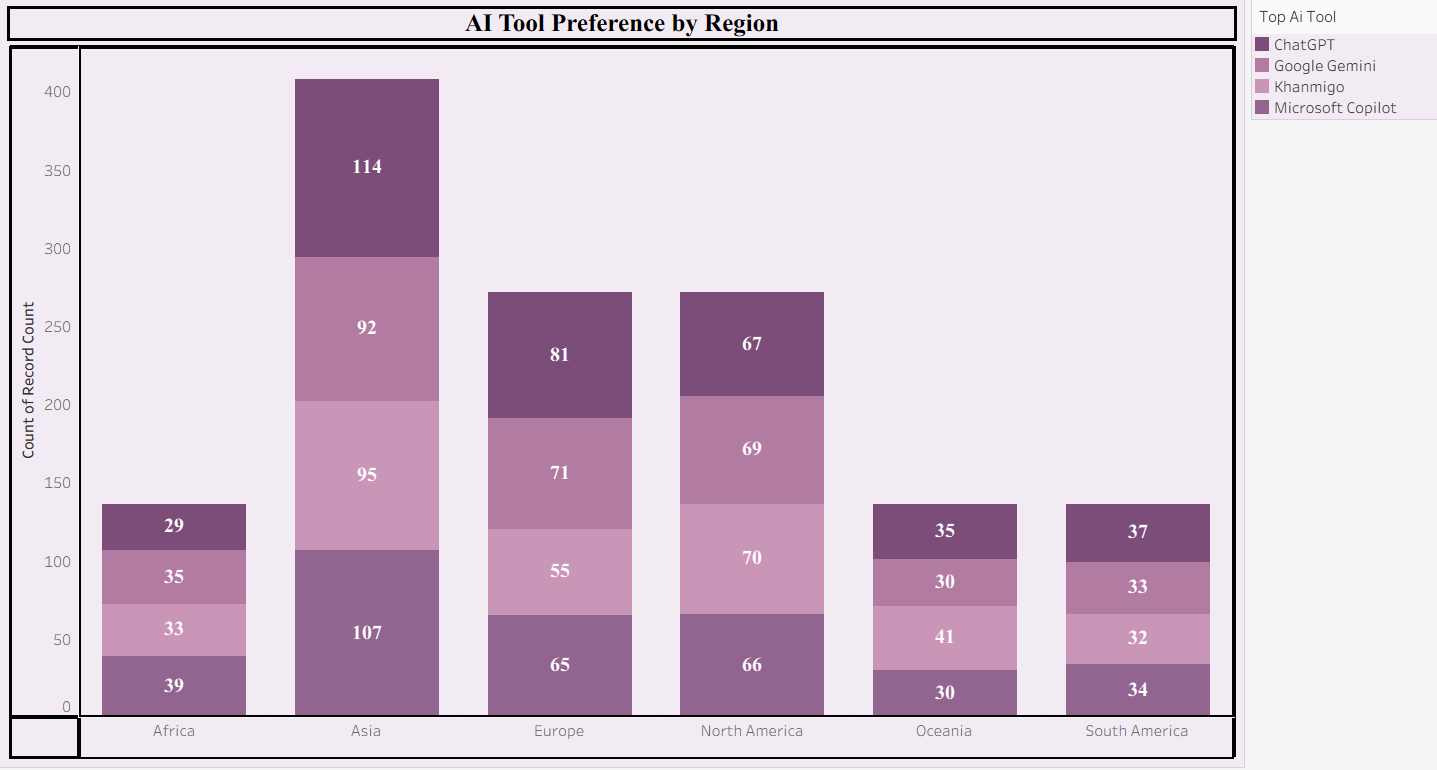 AI Tool Preference by Region
Top Ai Tool
ChatGPT
Google Gemini
Khanmigo
Microsoft Copilot
Count of Record Count
400
350
300
250
200
150
100
50
0
29
35
33
39
114
92
95
107
81
71
55
65
67
69
70
66
35
30
41
30
37
33
32
34
Africa
Asia
Europe
North America
Oceania
South America